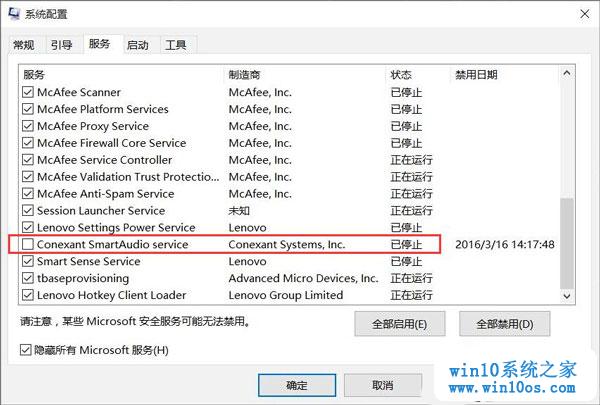 系统配置
常规 引导 服务 启动 工具
服务 制造商 状态 禁用日期
McAfee Scanner McAfee, Inc. 已停止
McAfee Platform Services McAfee, Inc. 已停止
McAfee Proxy Service McAfee, Inc. 已停止
McAfee Firewall Core Service McAfee, Inc. 已停止
McAfee Service Controller McAfee, Inc. 正在运行
McAfee Validation Trust Protectio... McAfee, Inc. 正在运行
McAfee Anti-Spam Service McAfee, Inc. 正在运行
Session Launcher Service 未知 正在运行
Lenovo Settings Power Service Lenovo 已停止
Conexant SmartAudio service Conexant Systems, Inc. 已停止 2016/3/16 14:17:48
Smart Sense Service Lenovo 已停止
tbaseprovisioning Advanced Micro Devices, Inc. 正在运行
Lenovo Hotkey Client Loader Lenovo Group Limited 正在运行
请注意，某些 Microsoft 安全服务可能无法禁用。
全部启用(E) 全部禁用(D)
隐藏所有 Microsoft 服务(H)
确定 取消
win10系统之家
www.win10os.com